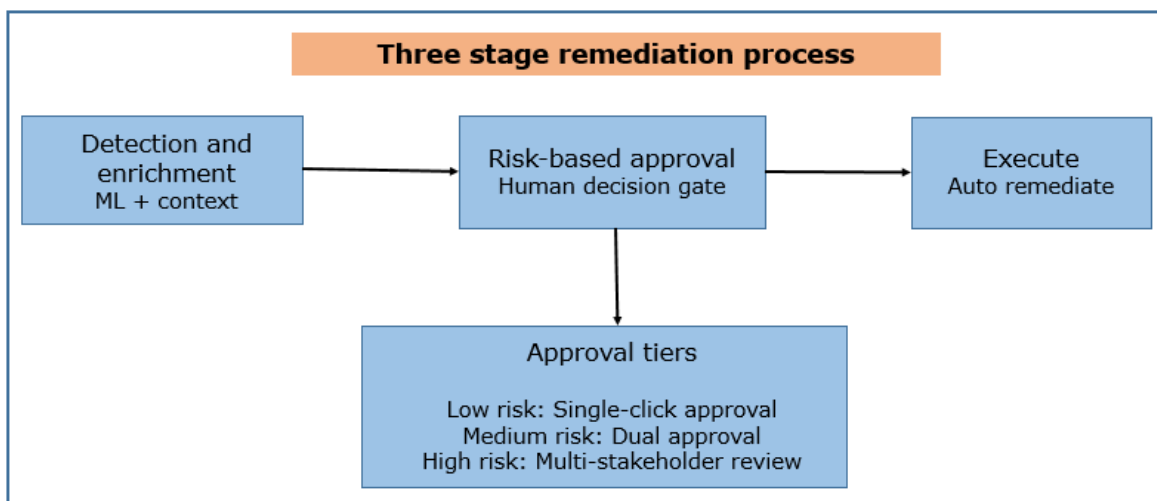 Three stage remediation process
Detection and
enrichment
ML + context
Risk-based approval
Human decision gate
Execute
Auto remediate
Approval tiers
Low risk: Single-click approval
Medium risk: Dual approval
High risk: Multi-stakeholder review